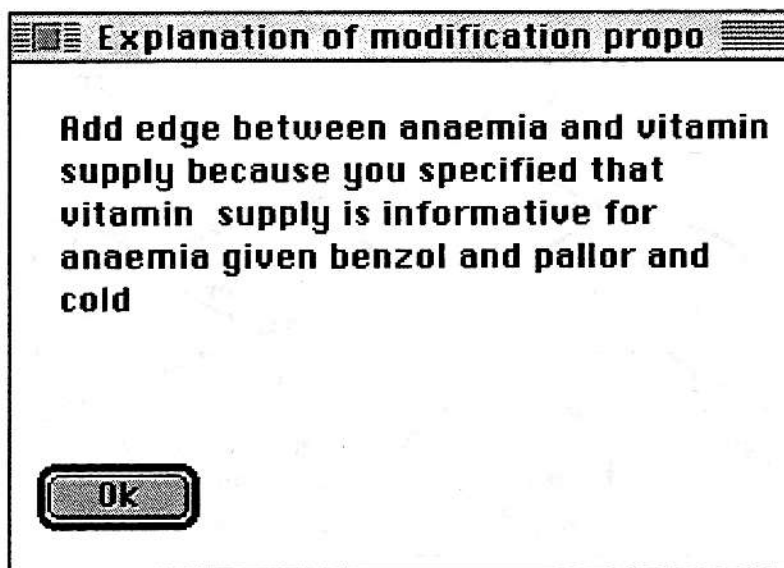 Explanation of modification propo
Add edge between anaemia and vitamin
supply because you specified that
vitamin supply is informative for
anaemia given benzol and pallor and
cold
Ok